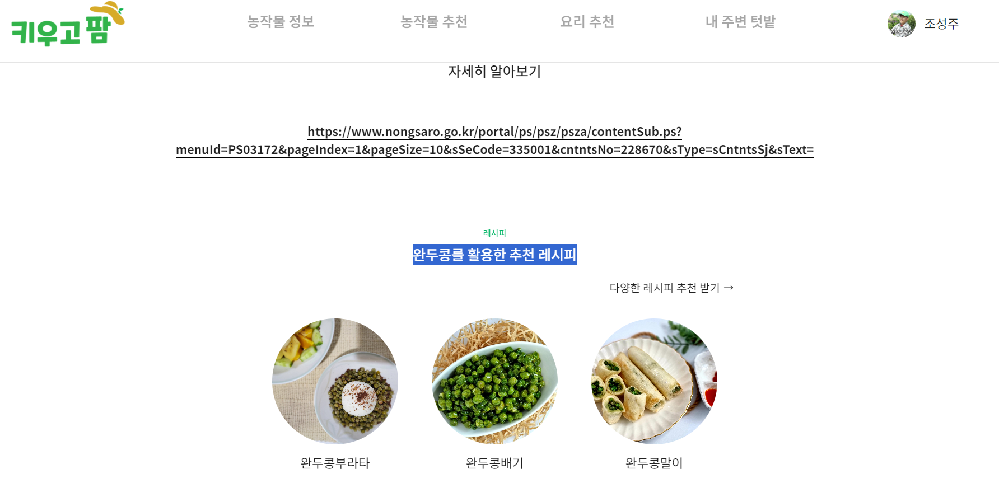 키우고 팜
농작물 정보
농작물 추천
요리 추천
내 주변 텃밭
조성주
자세히 알아보기
https://www.nongsaro.go.kr/portal/ps/psz/psza/contentSub.ps?
menuId=PS03172&pageIndex=1&pageSize=10&sSeCode=335001&cntntsNo=228670&sType=sCntntsSj&sText=
레시피
완두콩를 활용한 추천 레시피
다양한 레시피 추천 받기 →
완두콩부라타
완두콩배기
완두콩말이